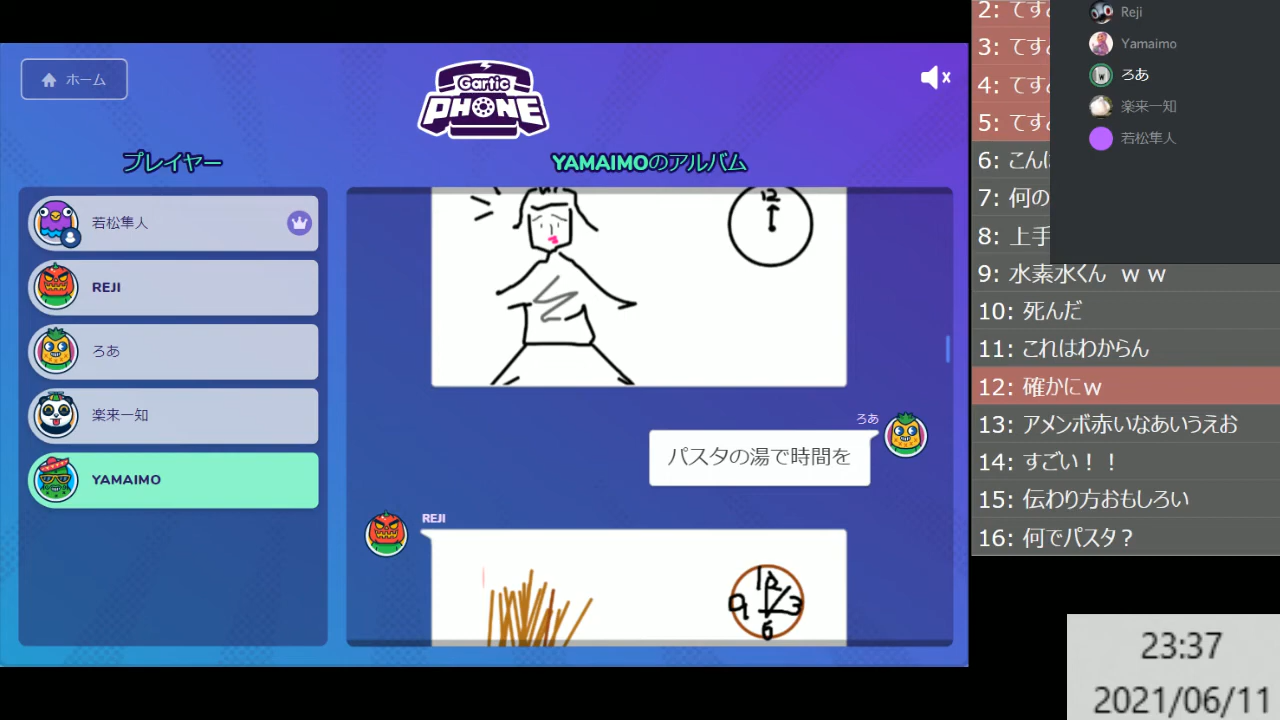 ホーム
Gartic
PHONE
プレイヤー
若松隼人
REJI
ろあ
楽来一知
YAMAIMO
YAMAIMOのアルバム
12
ろあ
パスタの湯で時間を
REJI
12
9
3
6
2: てす
3: てす
4: てす
5: てす
6: こん
7: 何の
8: 上手
9: 水素水くん ｗｗ
10: 死んだ
11: これはわからん
12: 確かにｗ
13: アメンボ赤いなあいうえお
14: すごい！！
15: 伝わり方おもしろい
16: 何でパスタ？
Reji
Yamaimo
ろあ
楽来一知
若松隼人
23:37
2021/06/11